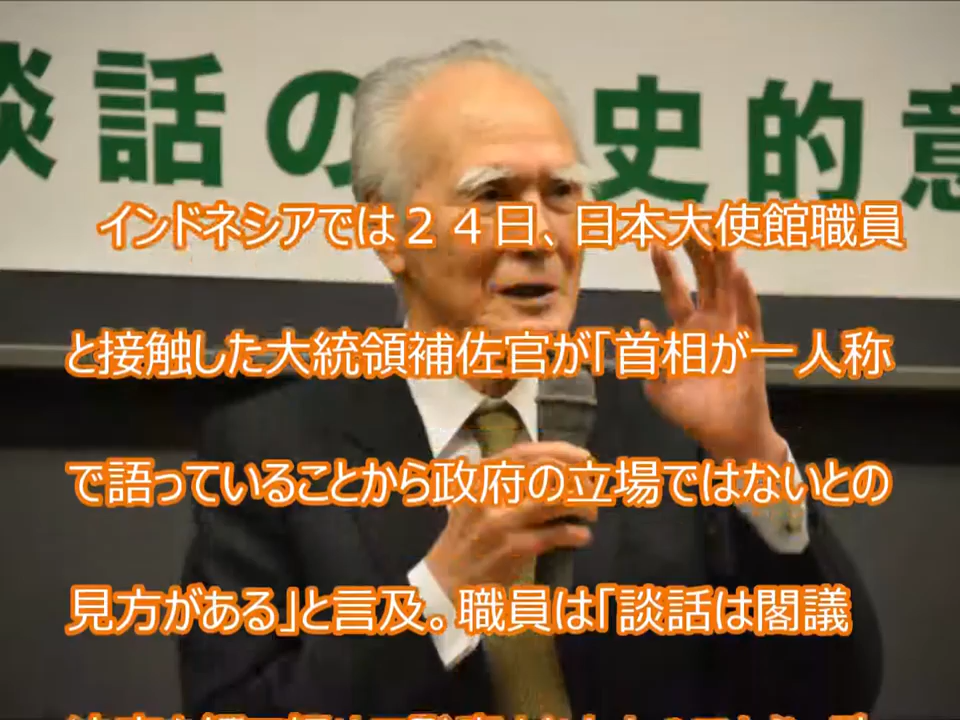 談話の 史的意
インドネシアでは２４日、日本大使館職員
と接触した大統領補佐官が「首相が一人称
で語っていることから政府の立場ではないとの
見方がある」と言及。職員は「談話は閣議